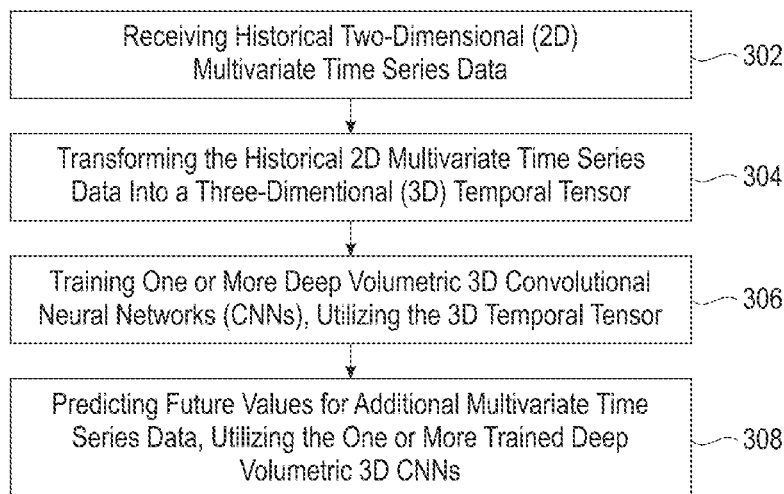 Receiving Historical Two-Dimensional (2D)
Multivariate Time Series Data
302
Transforming the Historical 2D Multivariate Time Series
Data Into a Three-Dimentional (3D) Temporal Tensor
304
Training One or More Deep Volumetric 3D Convolutional
Neural Networks (CNNs), Utilizing the 3D Temporal Tensor
306
Predicting Future Values for Additional Multivariate Time
Series Data, Utilizing the One or More Trained Deep
Volumetric 3D CNNs
308